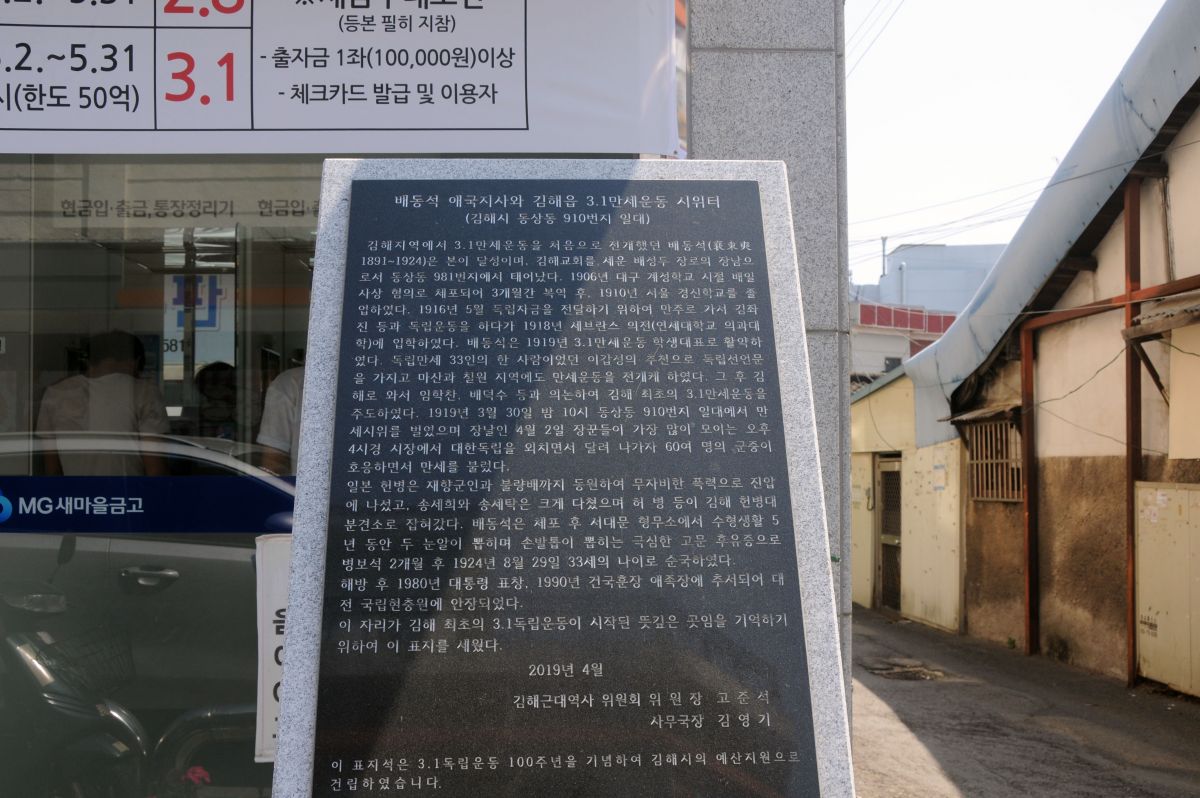 .2.~5.31
(한도 50억)
2.8
3.1
(등본 필히 지참)
- 출자금 1좌(100,000원)이상
- 체크카드 발급 및 이용자
현금입·출금,통장정리기
MG새마을금고
배동석 애국지사와 김해읍 3.1만세운동 시위터
(김해시 동상동 910번지 일대)
김해지역에서 3.1만세운동을 처음으로 전개했던 배동석(裵東奭
1891~1924)은 본이 달성이며, 김해교회를 세운 배성두 장로의 장남으
로서 동상동 981번지에서 태어났다. 1906년 대구 계성학교 시절 배일
사상 혐의로 체포되어 3개월간 복역 후, 1910년 서울 경신학교를 졸
업하였다. 1916년 5월 독립자금을 전달하기 위하여 만주로 가서 김좌
진 등과 독립운동을 하다가 1918년 세브란스 의전(연세대학교 의과대
학)에 입학하였다. 배동석은 1919년 3.1만세운동 학생대표로 활약하
였다. 독립만세 33인의 한 사람이었던 이갑성의 추천으로 독립선언문
을 가지고 마산과 칠원 지역에도 만세운동을 전개케 하였다. 그 후 김
해로 와서 임학찬, 배덕수 등과 의논하여 김해 최초의 3.1만세운동을
주도하였다. 1919년 3월 30일 밤 10시 동상동 910번지 일대에서 만
세시위를 벌였으며 장날인 4월 2일 장꾼들이 가장 많이 모이는 오후
4시경 시장에서 대한독립을 외치면서 달려 나가자 60여 명의 군중이
호응하면서 만세를 불렀다.
일본 헌병은 재향군인과 불량배까지 동원하여 무자비한 폭력으로 진압
에 나섰고, 송세희와 송세탁은 크게 다쳤으며 허 병 등이 김해 헌병대
분견소로 잡혀갔다. 배동석은 체포 후 서대문 형무소에서 수형생활 5
년 동안 두 눈알이 뽑히며 손발톱이 뽑히는 극심한 고문 후유증으로
병보석 2개월 후 1924년 8월 29일 33세의 나이로 순국하였다.
해방 후 1980년 대통령 표창, 1990년 건국훈장 애족장에 추서되어 대
전 국립현충원에 안장되었다.
이 자리가 김해 최초의 3.1독립운동이 시작된 뜻깊은 곳임을 기억하기
위하여 이 표지를 세웠다.
2019년 4월
김해근대역사 위원회 위 원 장 고 준 석
사무국장 김 영 기
이 표지석은 3.1독립운동 100주년을 기념하여 김해시의 예산지원으로
건립하였습니다.